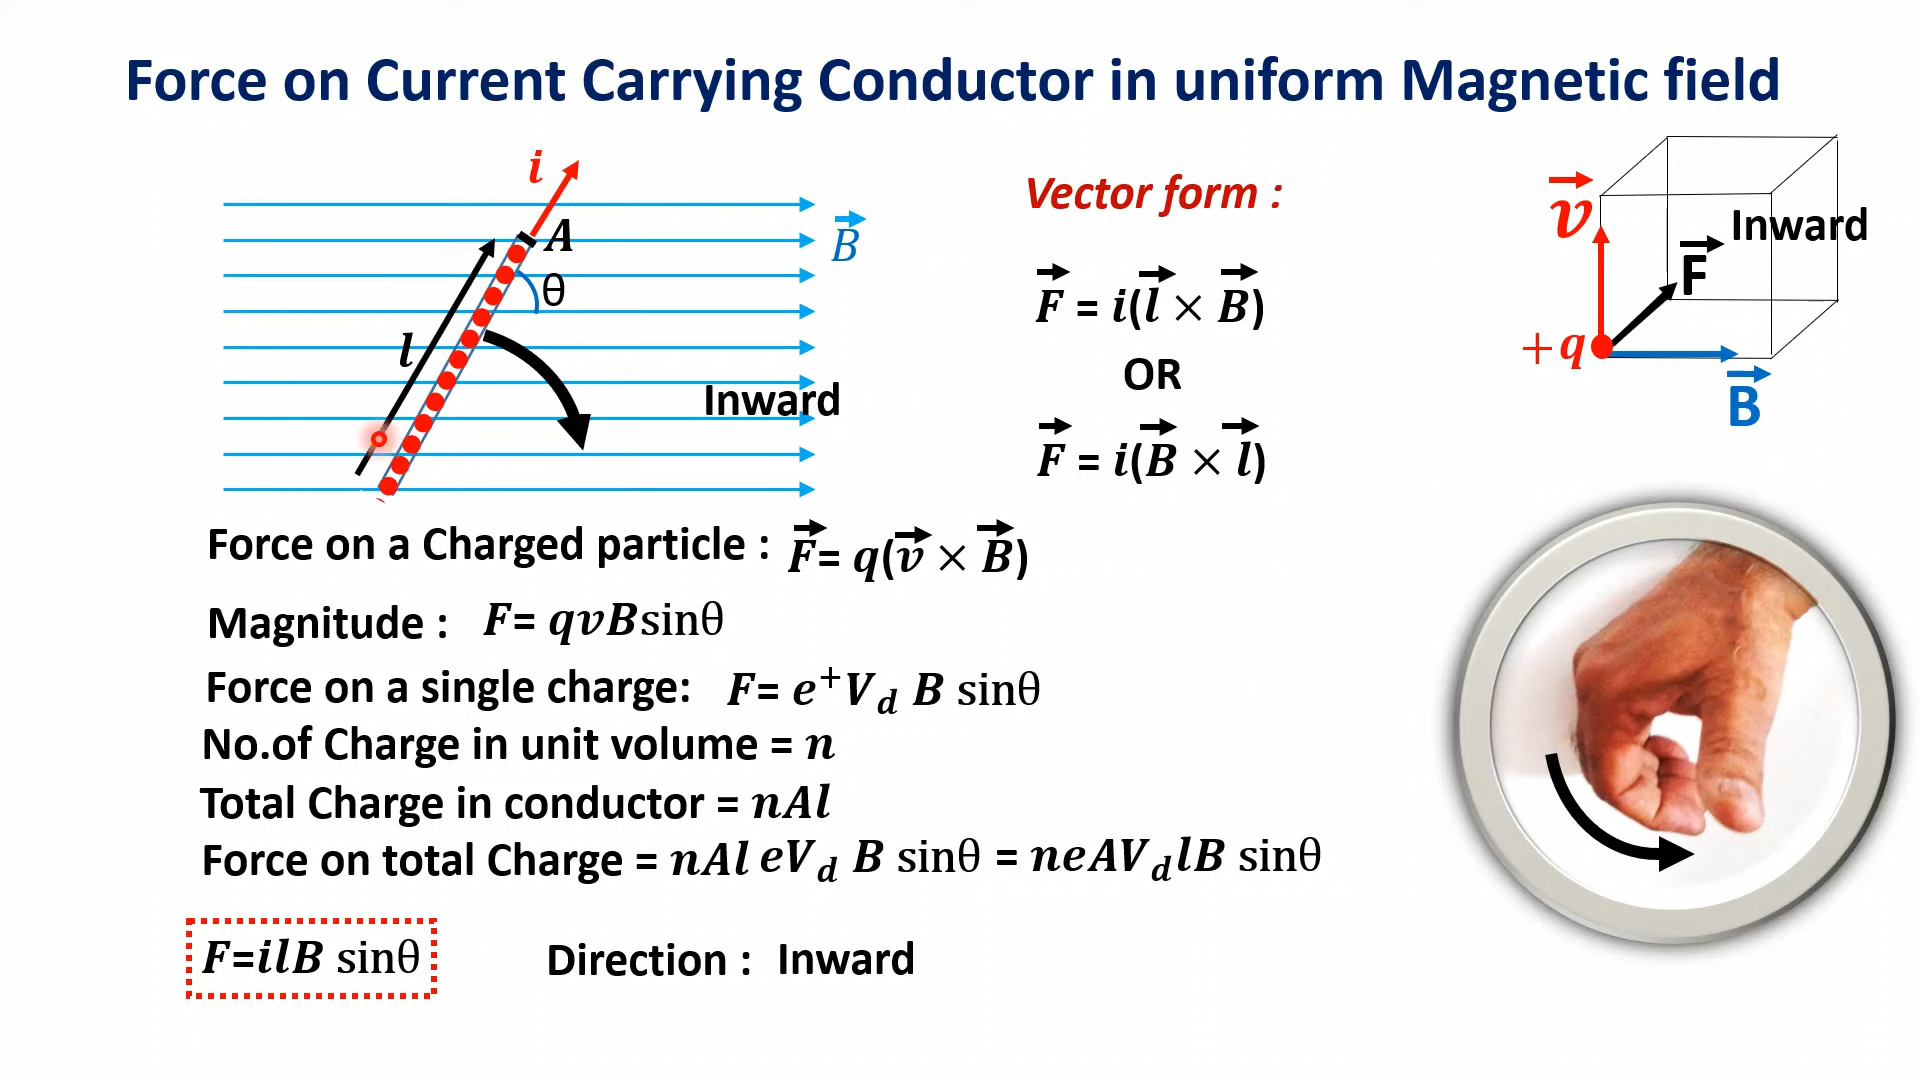 Force on Current Carrying Conductor in uniform Magnetic field
i
A
B⃗
θ
l
Inward
Vector form :
F⃗ = i(l⃗ × B⃗)
OR
F⃗ = i(B⃗ × l⃗)
v⃗
Inward
F⃗
+q
B⃗
Force on a Charged particle : F⃗= q(v⃗ × B⃗)
Magnitude : F= qvBsinθ
Force on a single charge: F= e⁺V_d B sinθ
No.of Charge in unit volume = n
Total Charge in conductor = nAl
Force on total Charge = nAl eV_d B sinθ = neAV_dlB sinθ
F=ilB sinθ Direction : Inward